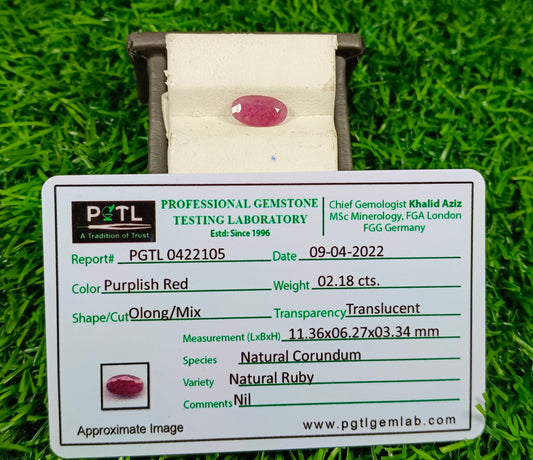 PGTL
A Tradition of Trust
PROFESSIONAL GEMSTONE
TESTING LABORATORY
Estd: Since 1996
Chief Gemologist Khalid Aziz
MSc Minerology, FGA London
FGG Germany
Report# PGTL 0422105 Date 09-04-2022
Color Purplish Red Weight 02.18 cts.
Shape/Cut Olong/Mix Transparency Translucent
Measurement (LxBxH) 11.36x06.27x03.34 mm
Species Natural Corundum
Variety Natural Ruby
Comments Nil
Approximate Image www.pgtlgemlab.com